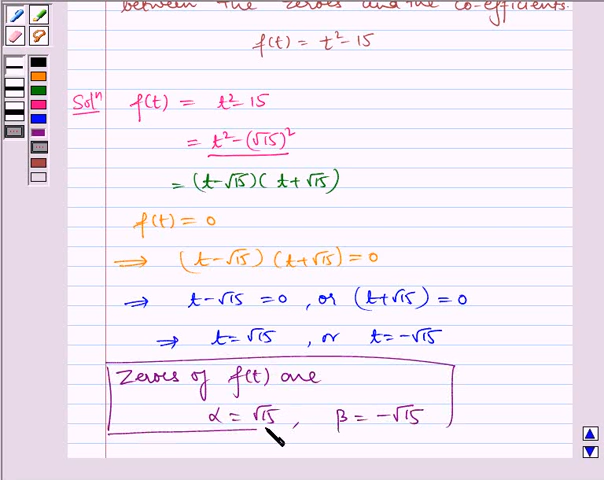 between the zeroes and the co-efficients.
f(t) = t² - 15
Solⁿ f(t) = t² - 15
= t² - (√15)²
= (t-√15)(t+√15)
f(t) = 0
⇒ (t-√15)(t+√15) = 0
⇒ t-√15 = 0, or (t+√15) = 0
⇒ t = √15, or t = -√15
Zeroes of f(t) are
α = √15, β = -√15